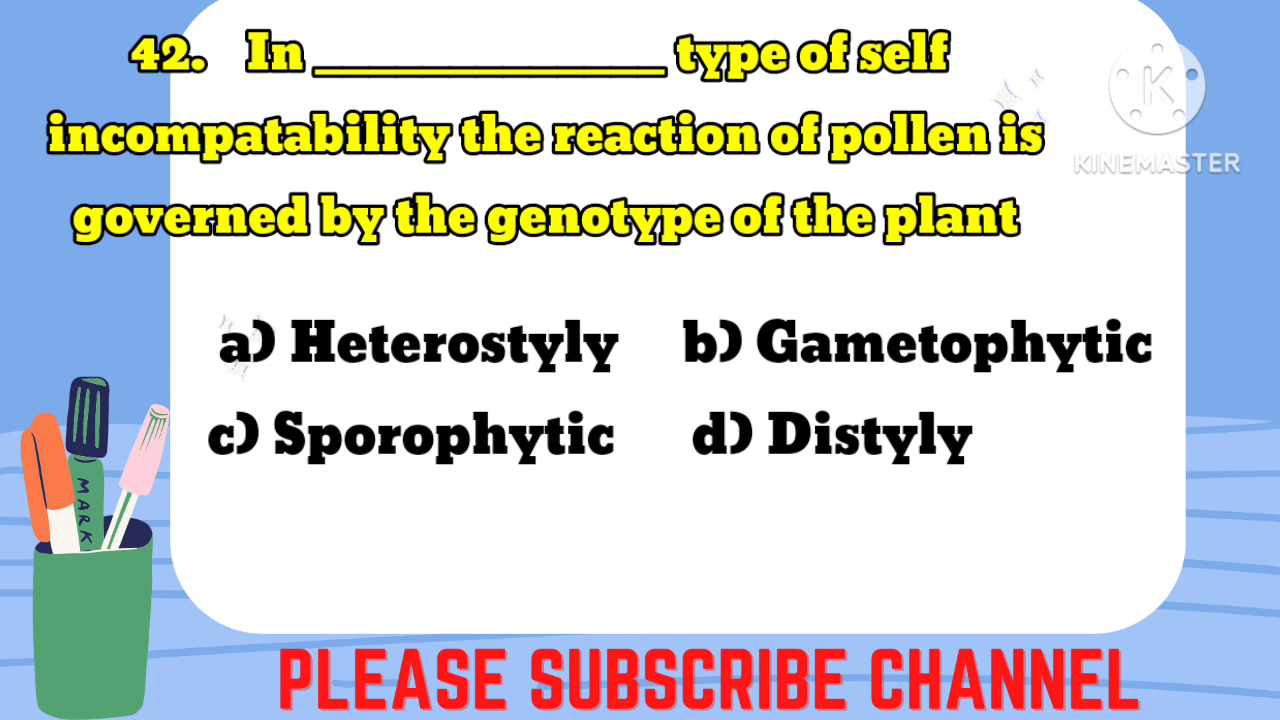 42. In ______________ type of self
incompatability the reaction of pollen is
governed by the genotype of the plant
a) Heterostyly b) Gametophytic
c) Sporophytic d) Distyly
K
KINEMASTER
MARK
PLEASE SUBSCRIBE CHANNEL